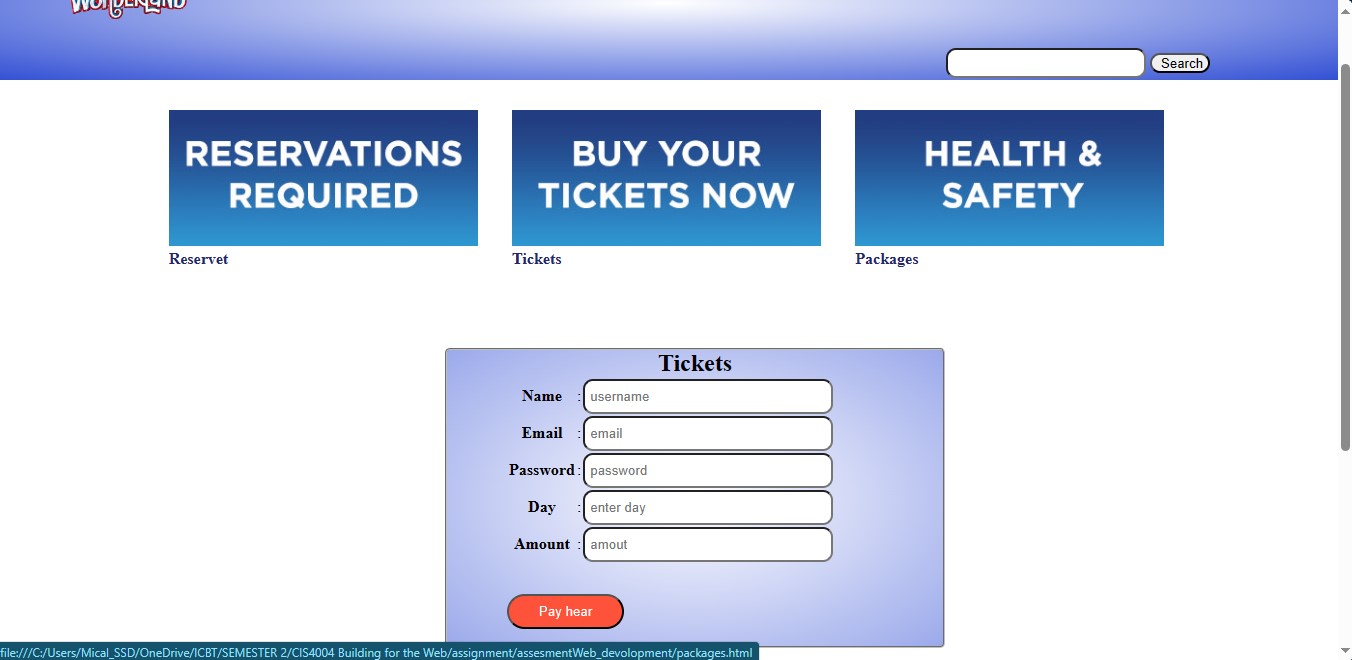 WONDERLAND
Search
RESERVATIONS
REQUIRED
BUY YOUR
TICKETS NOW
HEALTH &
SAFETY
Reservet
Tickets
Packages
Tickets
Name : username
Email : email
Password : password
Day : enter day
Amount : amout
Pay hear
file:///C:/Users/Mical_SSD/OneDrive/ICBT/SEMESTER 2/CIS4004 Building for the Web/assignment/assesmentWeb_devolopment/packages.html